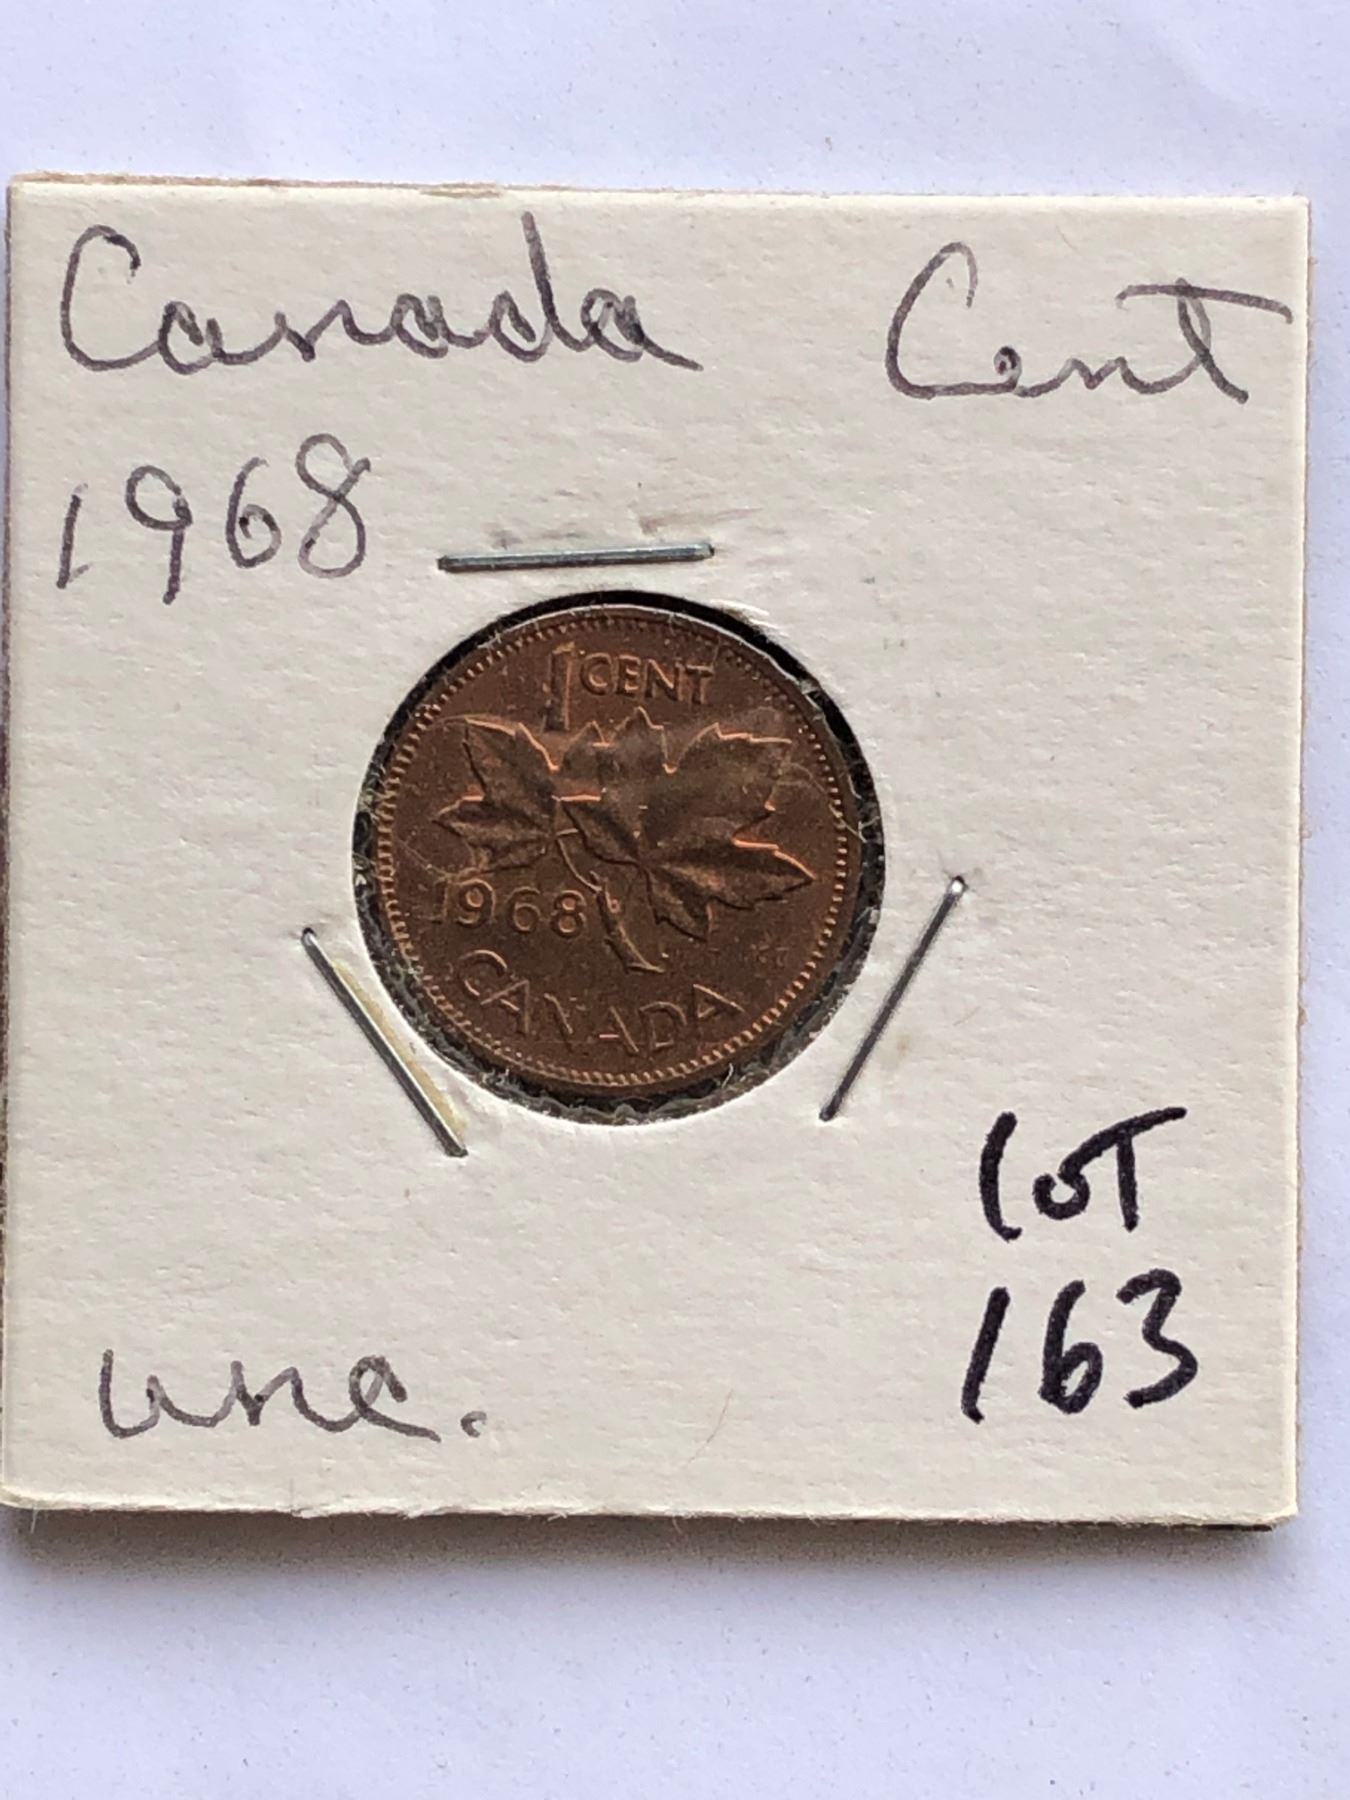 Canada Cent
1968
1 CENT
1968
CANADA
LOT
163
unc.